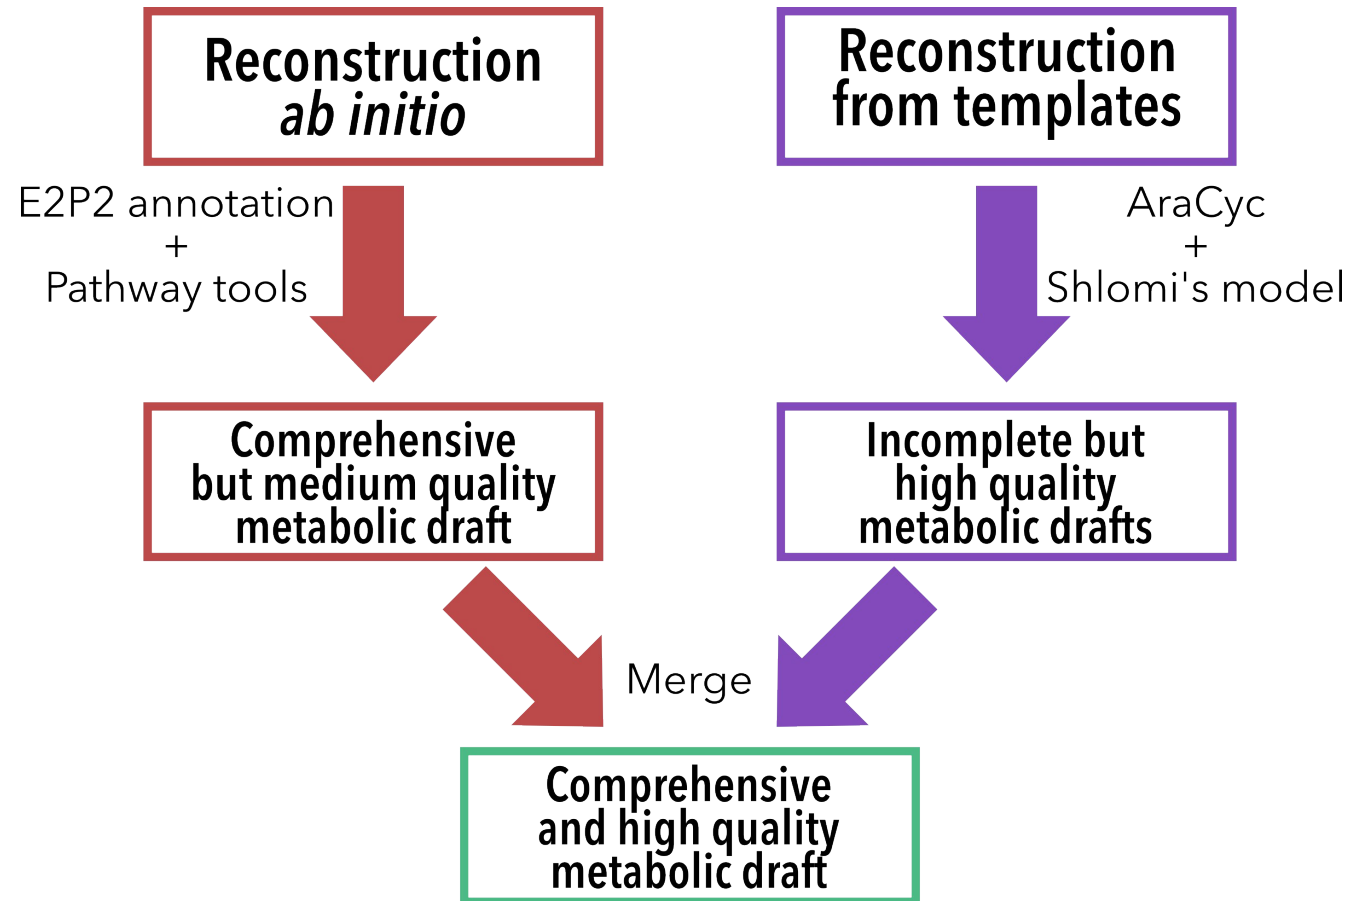 Reconstruction
ab initio
Reconstruction
from templates
E2P2 annotation
+
Pathway tools
AraCyc
+
Shlomi's model
Comprehensive
but medium quality
metabolic draft
Incomplete but
high quality
metabolic drafts
Merge
Comprehensive
and high quality
metabolic draft